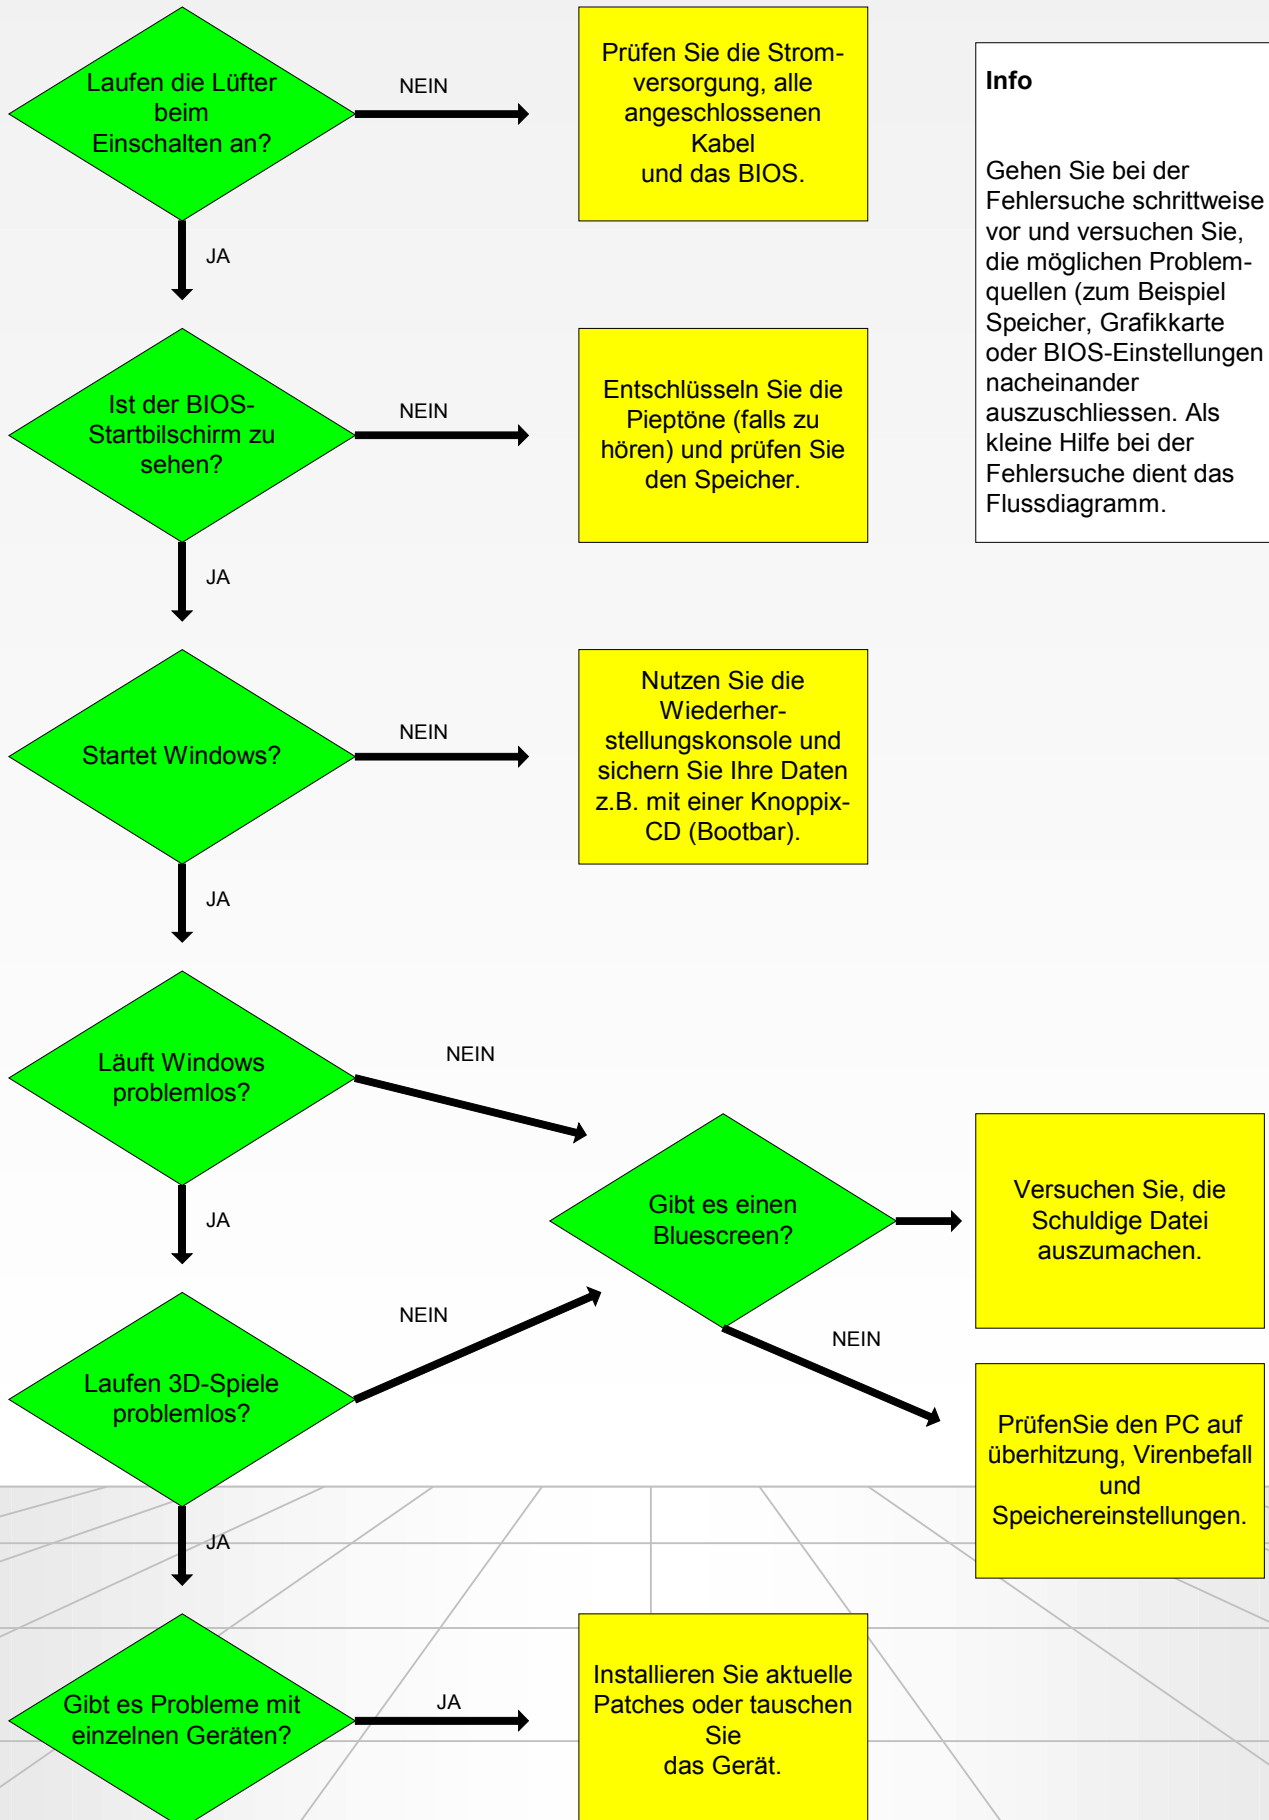 Laufen die Lüfter
beim
Einschalten an?
NEIN
Prüfen Sie die Strom-
versorgung, alle
angeschlossenen
Kabel
und das BIOS.
Info
Gehen Sie bei der
Fehlersuche schrittweise
vor und versuchen Sie,
die möglichen Problem-
quellen (zum Beispiel
Speicher, Grafikkarte
oder BIOS-Einstellungen
nacheinander
auszuschliessen. Als
kleine Hilfe bei der
Fehlersuche dient das
Flussdiagramm.
JA
Ist der BIOS-
Startbilschirm zu
sehen?
NEIN
Entschlüsseln Sie die
Pieptöne (falls zu
hören) und prüfen Sie
den Speicher.
JA
Startet Windows?
NEIN
Nutzen Sie die
Wiederher-
stellungskonsole und
sichern Sie Ihre Daten
z.B. mit einer Knoppix-
CD (Bootbar).
JA
Läuft Windows
problemlos?
NEIN
JA
Gibt es einen
Bluescreen?
Versuchen Sie, die
Schuldige Datei
auszumachen.
Laufen 3D-Spiele
problemlos?
NEIN
NEIN
PrüfenSie den PC auf
überhitzung, Virenbefall
und
Speichereinstellungen.
JA
Gibt es Probleme mit
einzelnen Geräten?
JA
Installieren Sie aktuelle
Patches oder tauschen
Sie
das Gerät.